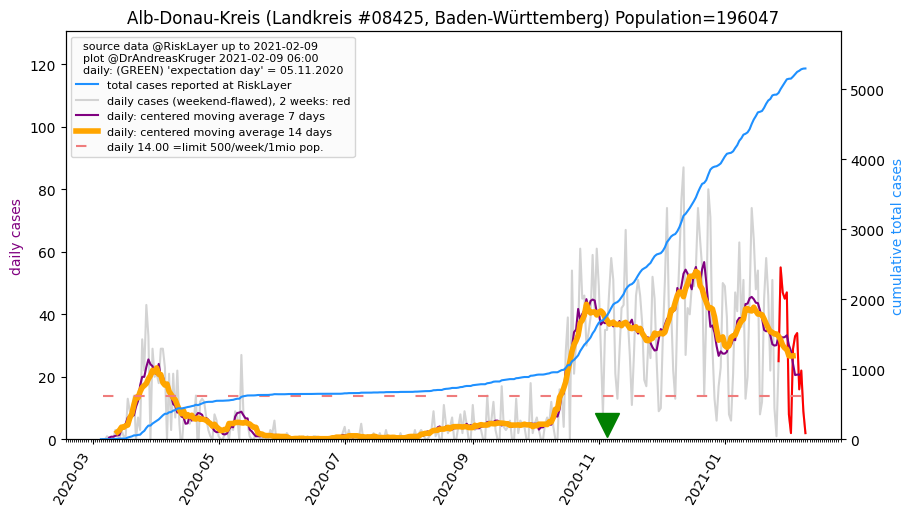 Alb-Donau-Kreis (Landkreis #08425, Baden-Württemberg) Population=196047
source data @RiskLayer up to 2021-02-09
plot @DrAndreasKruger 2021-02-09 06:00
daily: (GREEN) 'expectation day' = 05.11.2020
total cases reported at RiskLayer
daily cases (weekend-flawed), 2 weeks: red
daily: centered moving average 7 days
daily: centered moving average 14 days
daily 14.00 =limit 500/week/1mio pop.
daily cases
120
100
80
60
40
20
0
5000
4000
3000
2000
1000
0
cumulative total cases
2020-03
2020-05
2020-07
2020-09
2020-11
2021-01